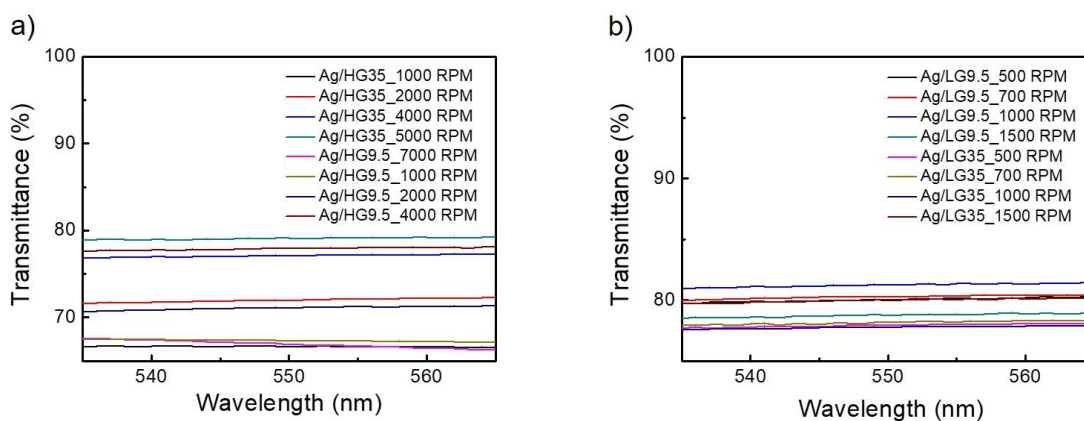 a)
Transmittance (%)
100
90
80
70
Ag/HG35_1000 RPM
Ag/HG35_2000 RPM
Ag/HG35_4000 RPM
Ag/HG35_5000 RPM
Ag/HG9.5_7000 RPM
Ag/HG9.5_1000 RPM
Ag/HG9.5_2000 RPM
Ag/HG9.5_4000 RPM
540
550
560
Wavelength (nm)
b)
Transmittance (%)
100
90
80
Ag/LG9.5_500 RPM
Ag/LG9.5_700 RPM
Ag/LG9.5_1000 RPM
Ag/LG9.5_1500 RPM
Ag/LG35_500 RPM
Ag/LG35_700 RPM
Ag/LG35_1000 RPM
Ag/LG35_1500 RPM
540
550
560
Wavelength (nm)